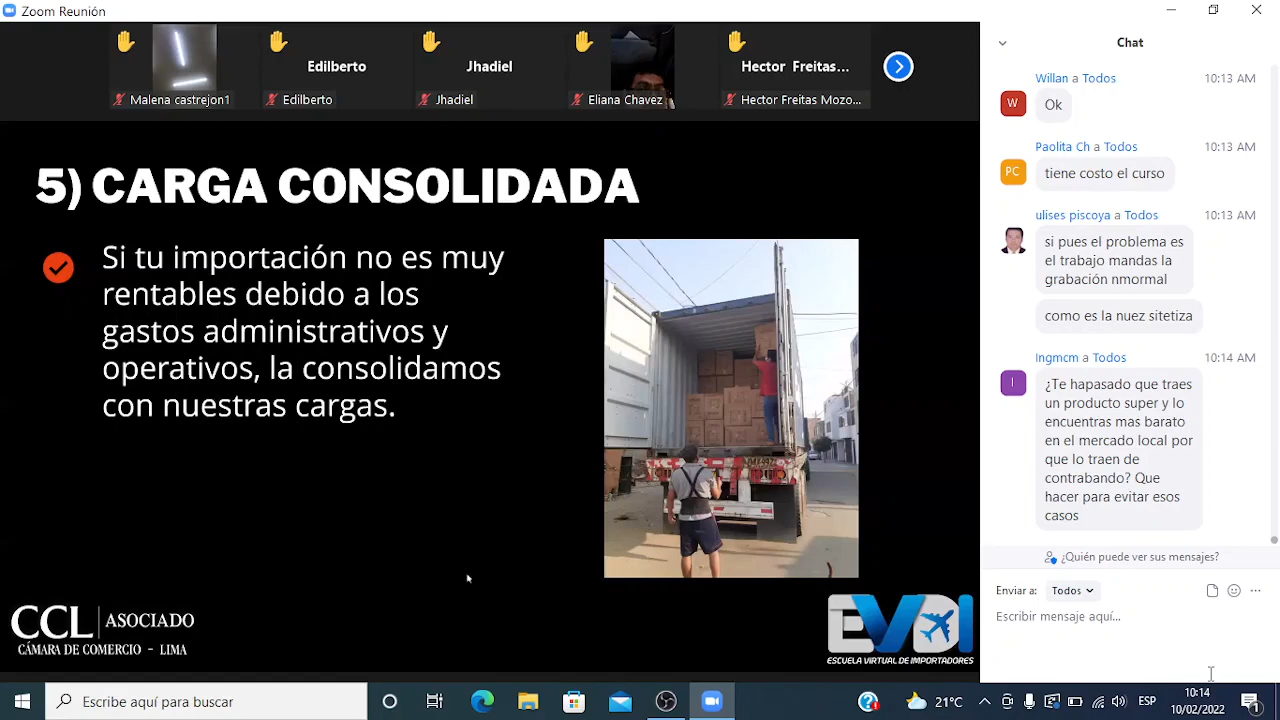 Zoom Reunión
Edilberto
Jhadiel
Hector Freitas...
Malena castrejon1
Edilberto
Jhadiel
Eliana Chavez
Hector Freitas Mozo...
5) CARGA CONSOLIDADA
Si tu importación no es muy
rentables debido a los
gastos administrativos y
operativos, la consolidamos
con nuestras cargas.
CCL ASOCIADO
CÁMARA DE COMERCIO - LIMA
EVDI
ESCUELA VIRTUAL DE IMPORTADORES
Chat
Willan a Todos 10:13 AM
W
Ok
Paolita Ch a Todos 10:13 AM
PC
tiene costo el curso
ulises piscoya a Todos 10:13 AM
si pues el problema es
el trabajo mandas la
grabación nmormal
como es la nuez sitetiza
Ingmcm a Todos 10:14 AM
I
¿Te hapasado que traes
un producto super y lo
encuentras mas barato
en el mercado local por
que lo traen de
contrabando? Que
hacer para evitar esos
casos
¿Quién puede ver sus mensajes?
Enviar a: Todos
Escribir mensaje aquí...
Escribe aquí para buscar
21°C
ESP
10:14
10/02/2022
1